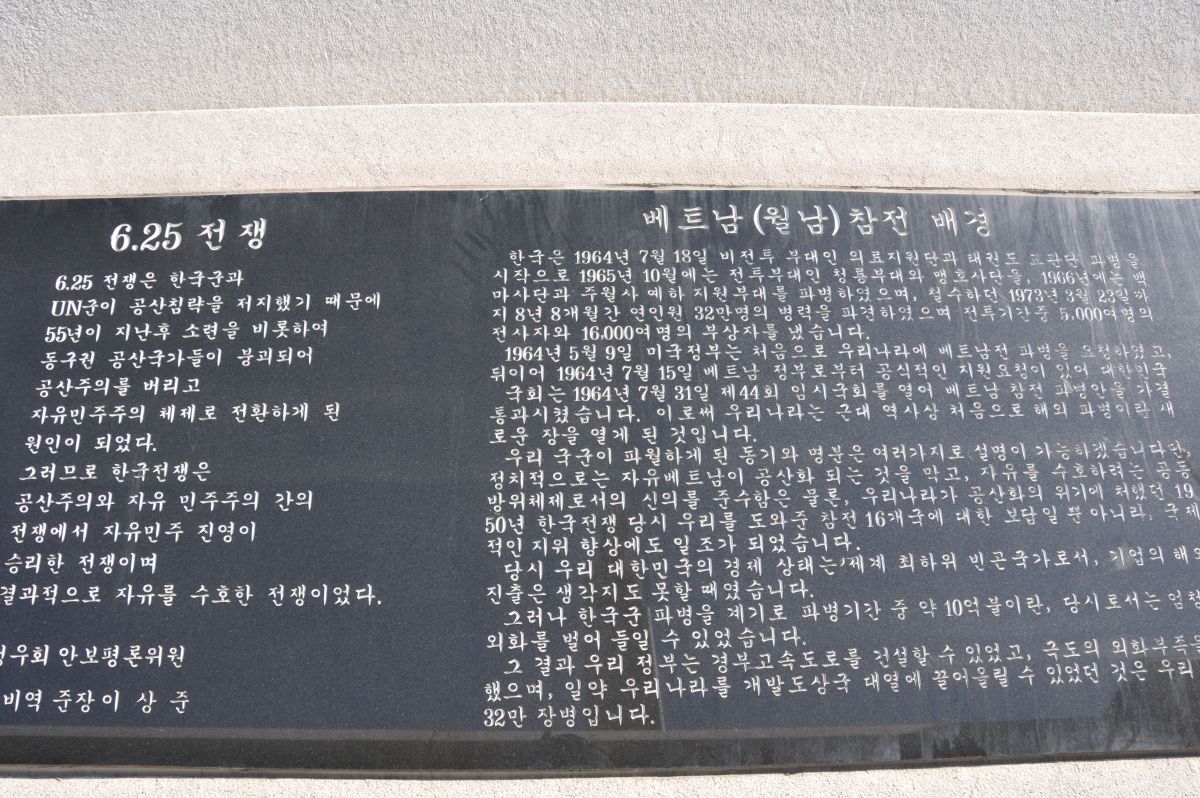 6.25 전쟁
6.25 전쟁은 한국군과
UN군이 공산침략을 저지했기 때문에
55년이 지난후 소련을 비롯하여
동구권 공산국가들이 붕괴되어
공산주의를 버리고
자유민주주의 체제로 전환하게 된
원인이 되었다.
그러므로 한국전쟁은
공산주의와 자유 민주주의 간의
전쟁에서 자유민주 진영이
승리한 전쟁이며
결과적으로 자유를 수호한 전쟁이었다.
안보평론위원
비역 준장 이 상 준
베트남(월남)참전 배경
한국은 1964년 7월 18일 비전투 부대인 의료지원단과 태권도 교관단 파병을
시작으로 1965년 10월에는 전투부대인 청룡부대와 맹호사단을, 1966년에는 백
마사단과 주월사 예하 지원부대를 파병하였으며, 철수하던 1973년 3월 23일까
지 8년 8개월간 연인원 32만명의 병력을 파견하였으며 전투기간중 5,000여명의
전사자와 16,000여명의 부상자를 냈습니다.
1964년 5월 9일 미국정부는 처음으로 우리나라에 베트남전 파병을 요청하였고,
뒤이어 1964년 7월 15일 베트남 정부로부터 공식적인 지원요청이 있어 대한민국
국회는 1964년 7월 31일 제44회 임시국회를 열어 베트남 참전 파병안을 가결
통과시켰습니다. 이로써 우리나라는 근대 역사상 처음으로 해외 파병이란 새
로운 장을 열게 된 것입니다.
우리 국군이 파월하게 된 동기와 명분은 여러가지로 설명이 가능하겠습니다만,
정치적으로는 자유베트남이 공산화 되는 것을 막고, 자유를 수호하려는 공동
방위체제로서의 신의를 준수함은 물론, 우리나라가 공산화의 위기에 처했던 19
50년 한국전쟁 당시 우리를 도와준 참전 16개국에 대한 보답일 뿐 아니라, 국제
적인 지위 향상에도 일조가 되었습니다.
당시 우리 대한민국의 경제 상태는 세계 최하위 빈곤국가로서, 기업의 해외
진출은 생각지도 못할 때였습니다.
그러나 한국군 파병을 계기로 파병기간 중 약 10억불이란, 당시로서는 엄청
외화를 벌어 들일 수 있었습니다.
그 결과 우리 정부는 경부고속도로를 건설할 수 있었고, 극도의 외화부족을
했으며, 일약 우리나라를 개발도상국 대열에 끌어올릴 수 있었던 것은 우리
32만 장병입니다.